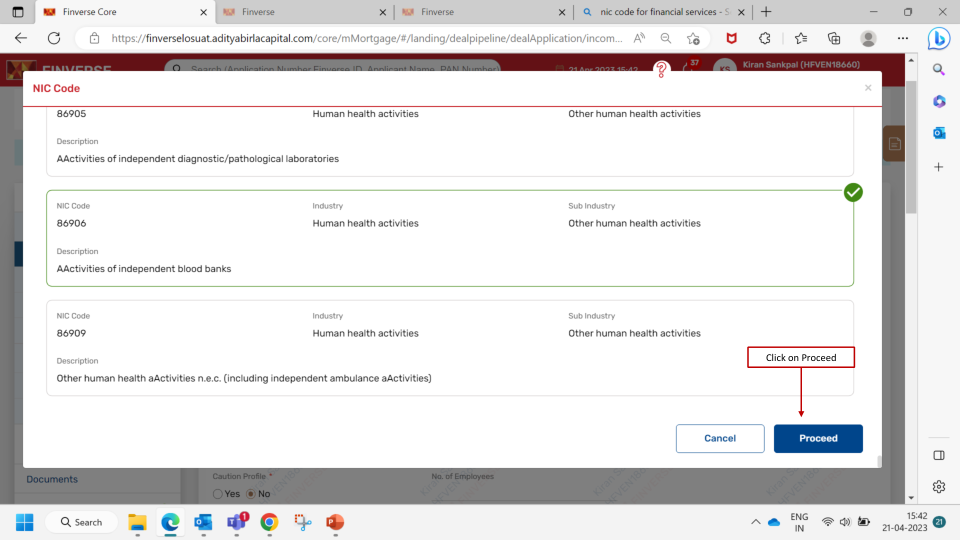 Finverse Core
Finverse
Finverse
nic code for financial services - S
https://finverselosuat.adityabirlacapital.com/core/mMortgage/#/landing/dealpipeline/dealApplication/incom...
FINVERSE
Search (Application Number Finverse ID, Applicant Name, PAN Number)
21 Apr 2023 15:42
?
37
KS
Kiran Sankpal (HFVEN18660)
NIC Code
86905 Human health activities Other human health activities
Description
AActivities of independent diagnostic/pathological laboratories
NIC Code Industry Sub Industry
86906 Human health activities Other human health activities
Description
AActivities of independent blood banks
NIC Code Industry Sub Industry
86909 Human health activities Other human health activities
Description
Other human health aActivities n.e.c. (including independent ambulance aActivities)
Click on Proceed
Cancel Proceed
Documents
Caution Profile * No. of Employees
Yes No
Search
1
ENG
IN
15:42
21-04-2023
21